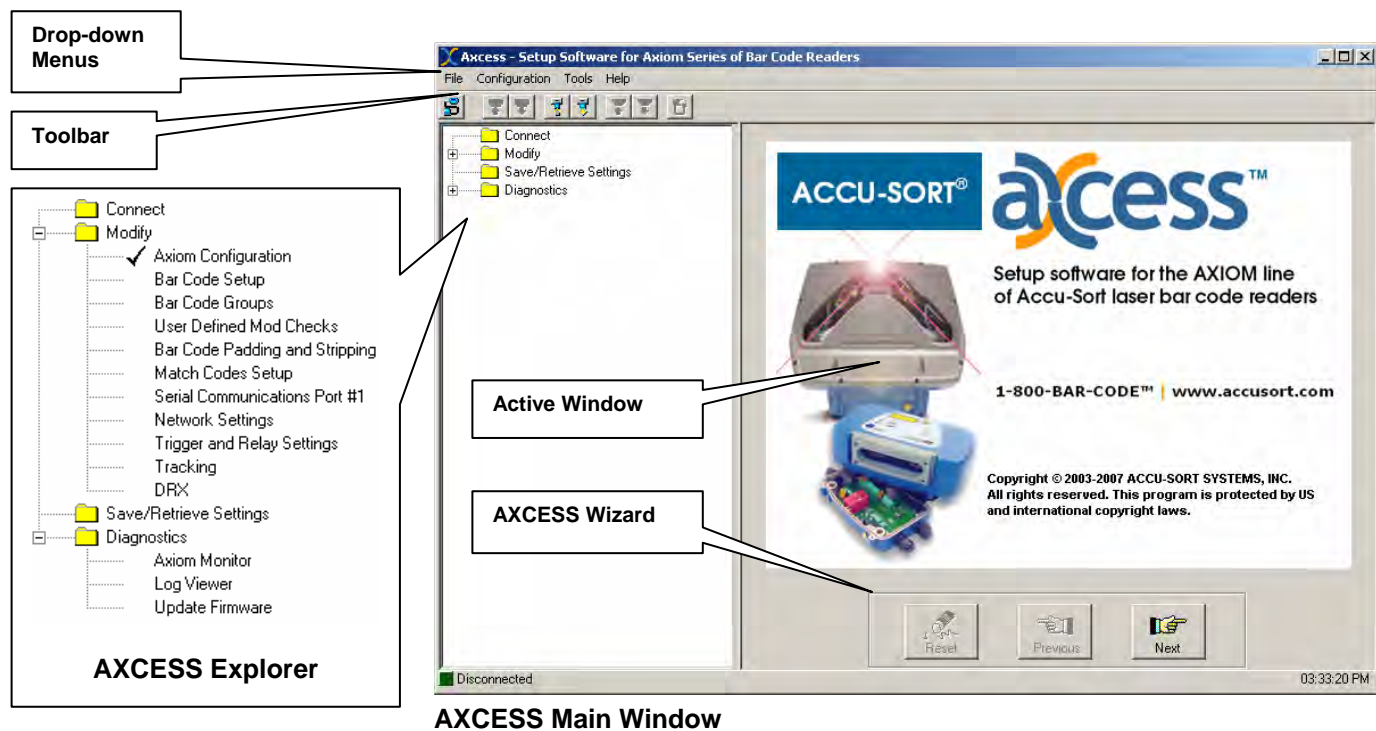 Drop-down
Menus
Toolbar
Connect
Modify
Axiom Configuration
Bar Code Setup
Bar Code Groups
User Defined Mod Checks
Bar Code Padding and Stripping
Match Codes Setup
Serial Communications Port #1
Network Settings
Trigger and Relay Settings
Tracking
DRX
Save/Retrieve Settings
Diagnostics
Axiom Monitor
Log Viewer
Update Firmware
AXCESS Explorer
Axcess - Setup Software for Axiom Series of Bar Code Readers
File Configuration Tools Help
Connect
Modify
Save/Retrieve Settings
Diagnostics
Active Window
AXCESS Wizard
ACCU-SORT®
axcess™
Setup software for the AXIOM line
of Accu-Sort laser bar code readers
1-800-BAR-CODE™ | www.accusort.com
Copyright © 2003-2007 ACCU-SORT SYSTEMS, INC.
All rights reserved. This program is protected by US
and international copyright laws.
Reset
Previous
Next
Disconnected
03:33:20 PM
AXCESS Main Window